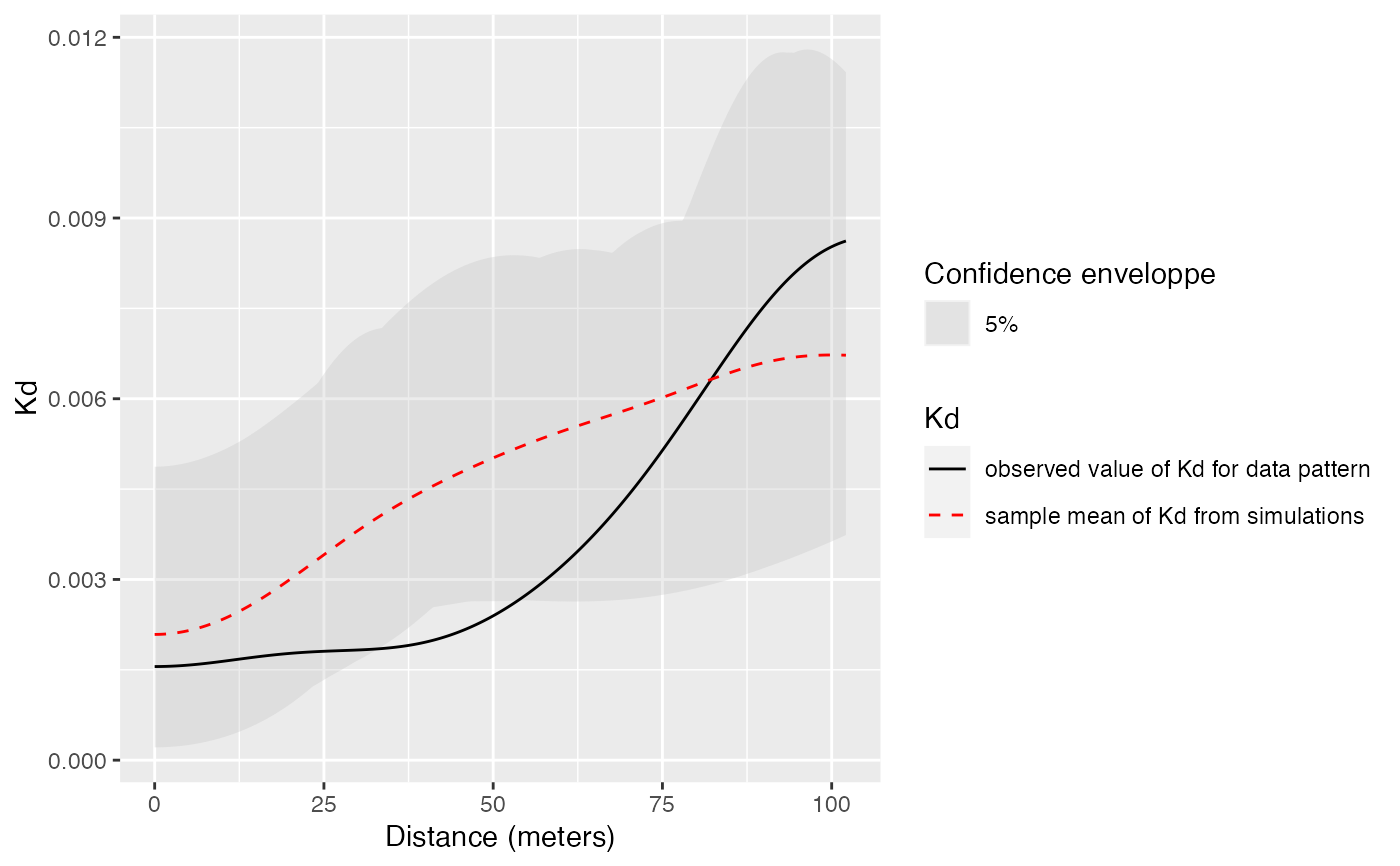 0.012
0.009
0.006
0.003
0.000
Kd
0
25
50
75
100
Distance (meters)
Confidence enveloppe
5%
Kd
observed value of Kd for data pattern
sample mean of Kd from simulations